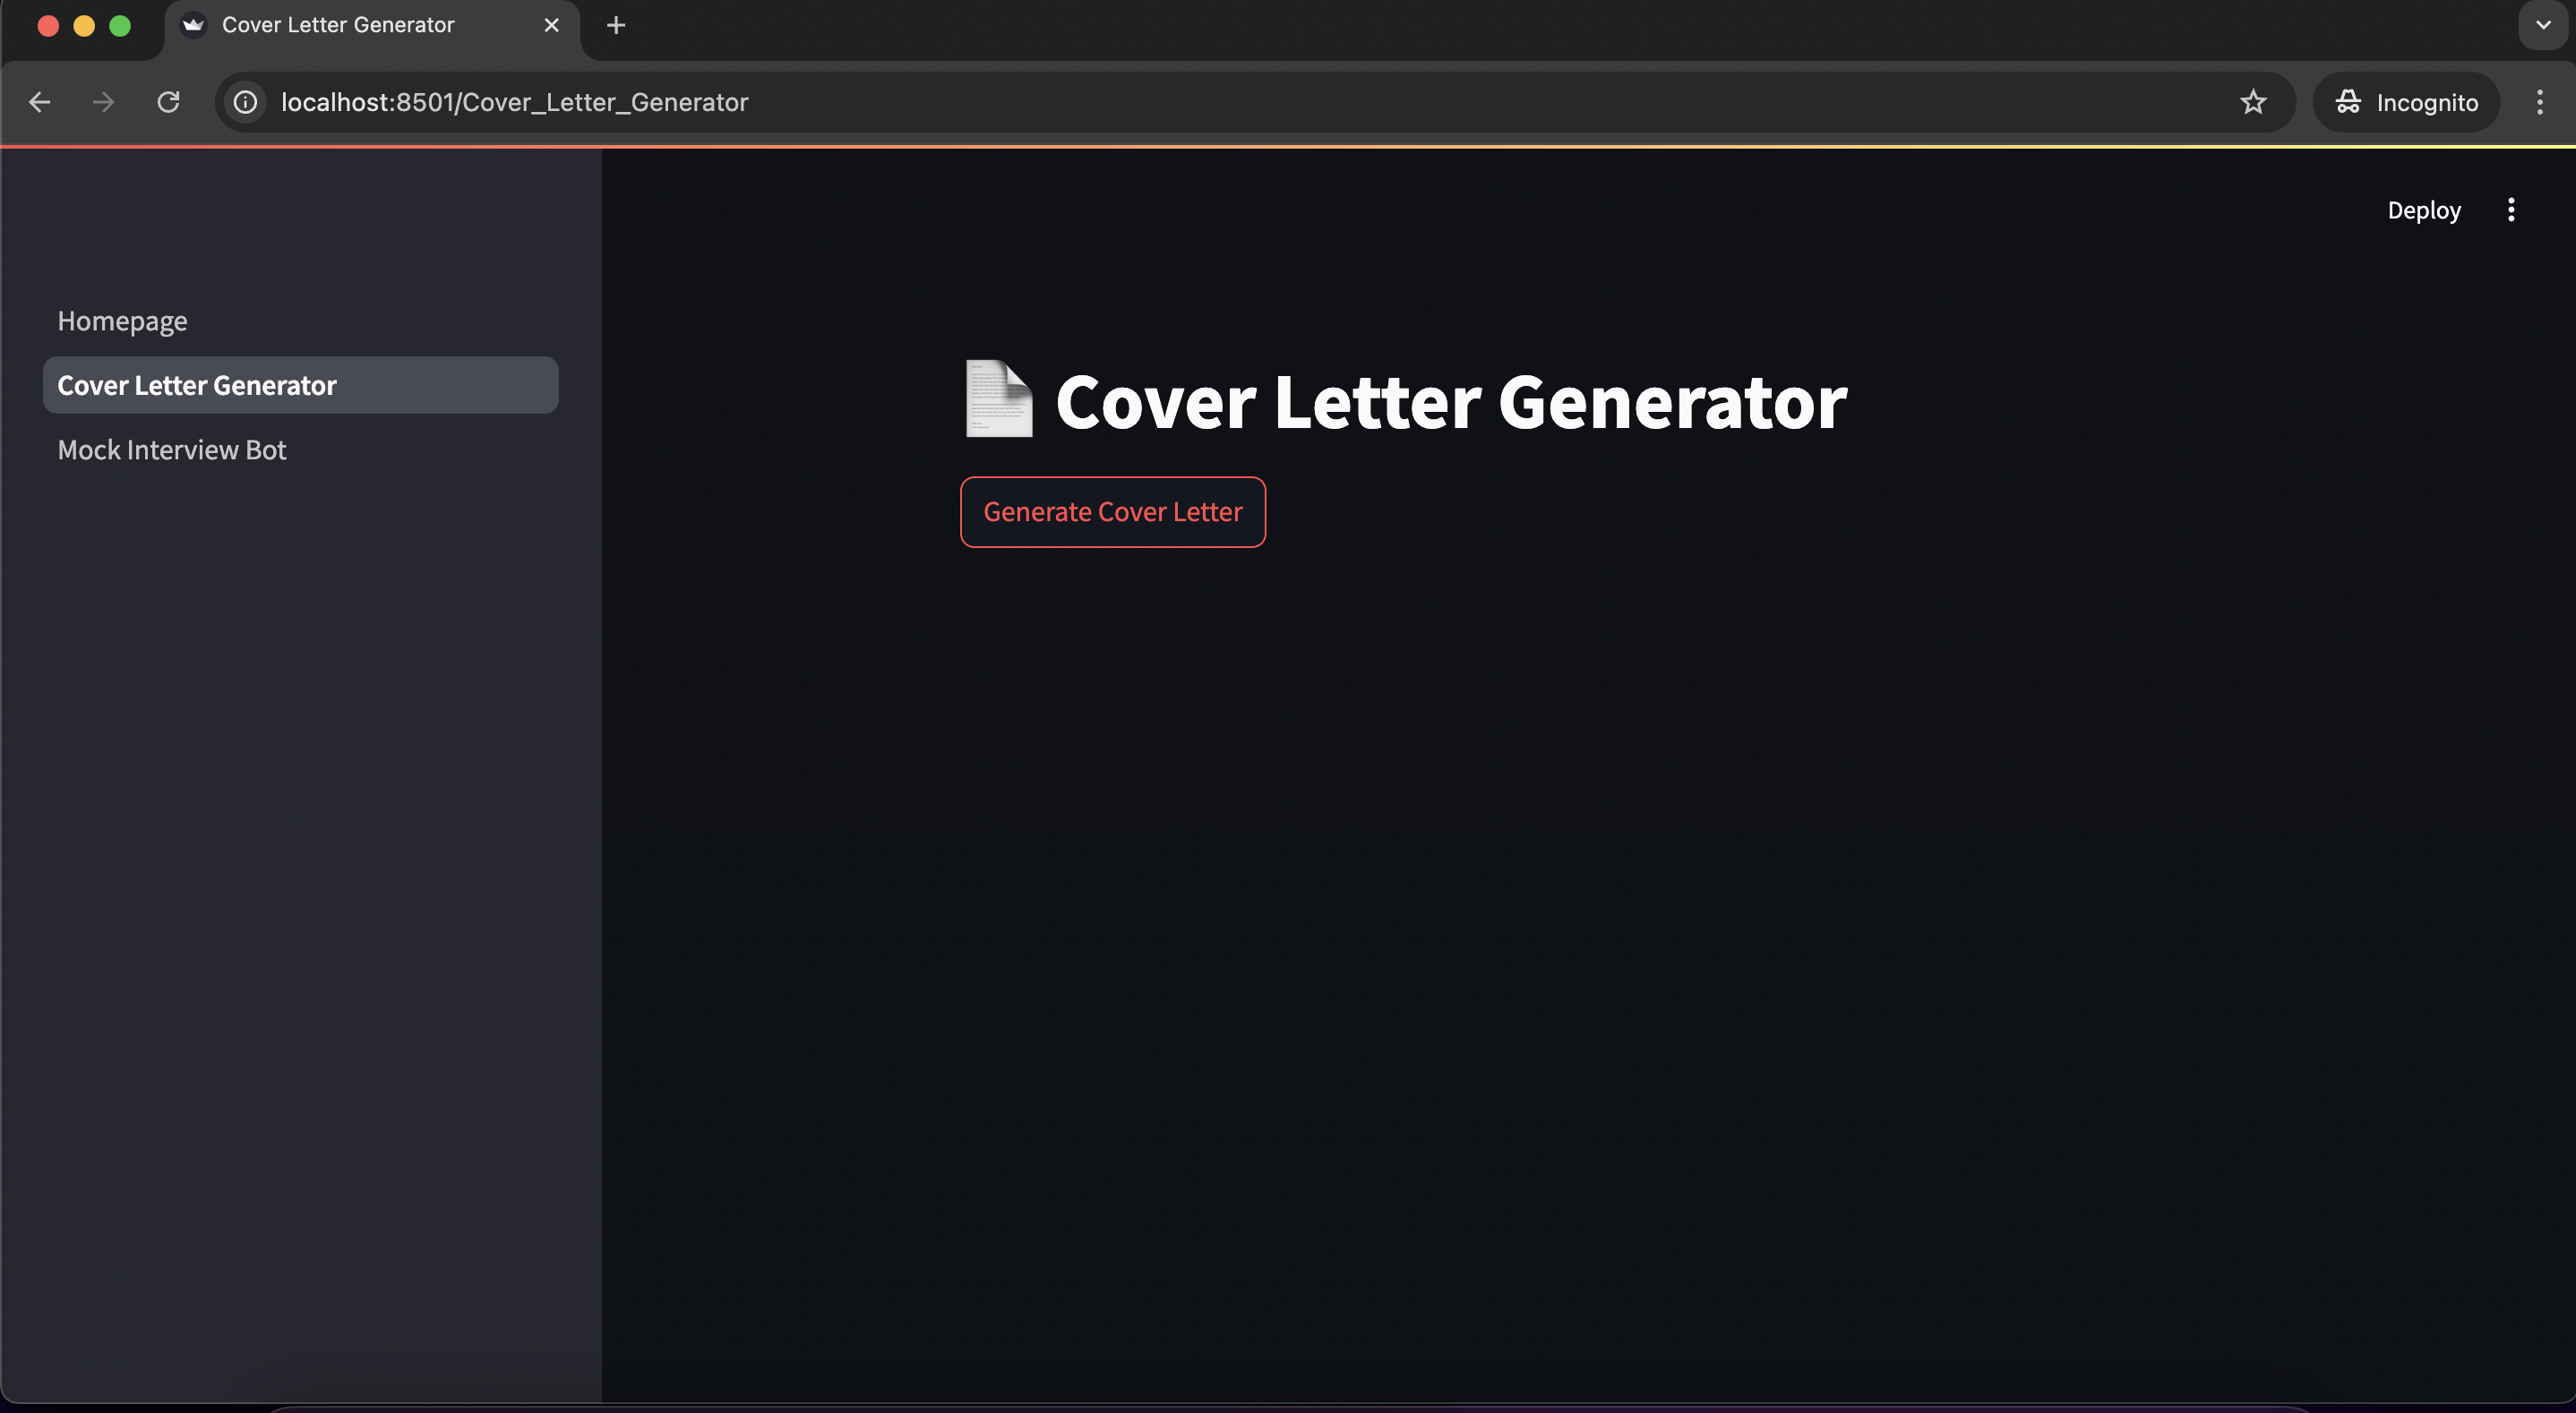 Cover Letter Generator
localhost:8501/Cover_Letter_Generator
Incognito
Deploy
Homepage
Cover Letter Generator
Mock Interview Bot
Cover Letter Generator
Generate Cover Letter